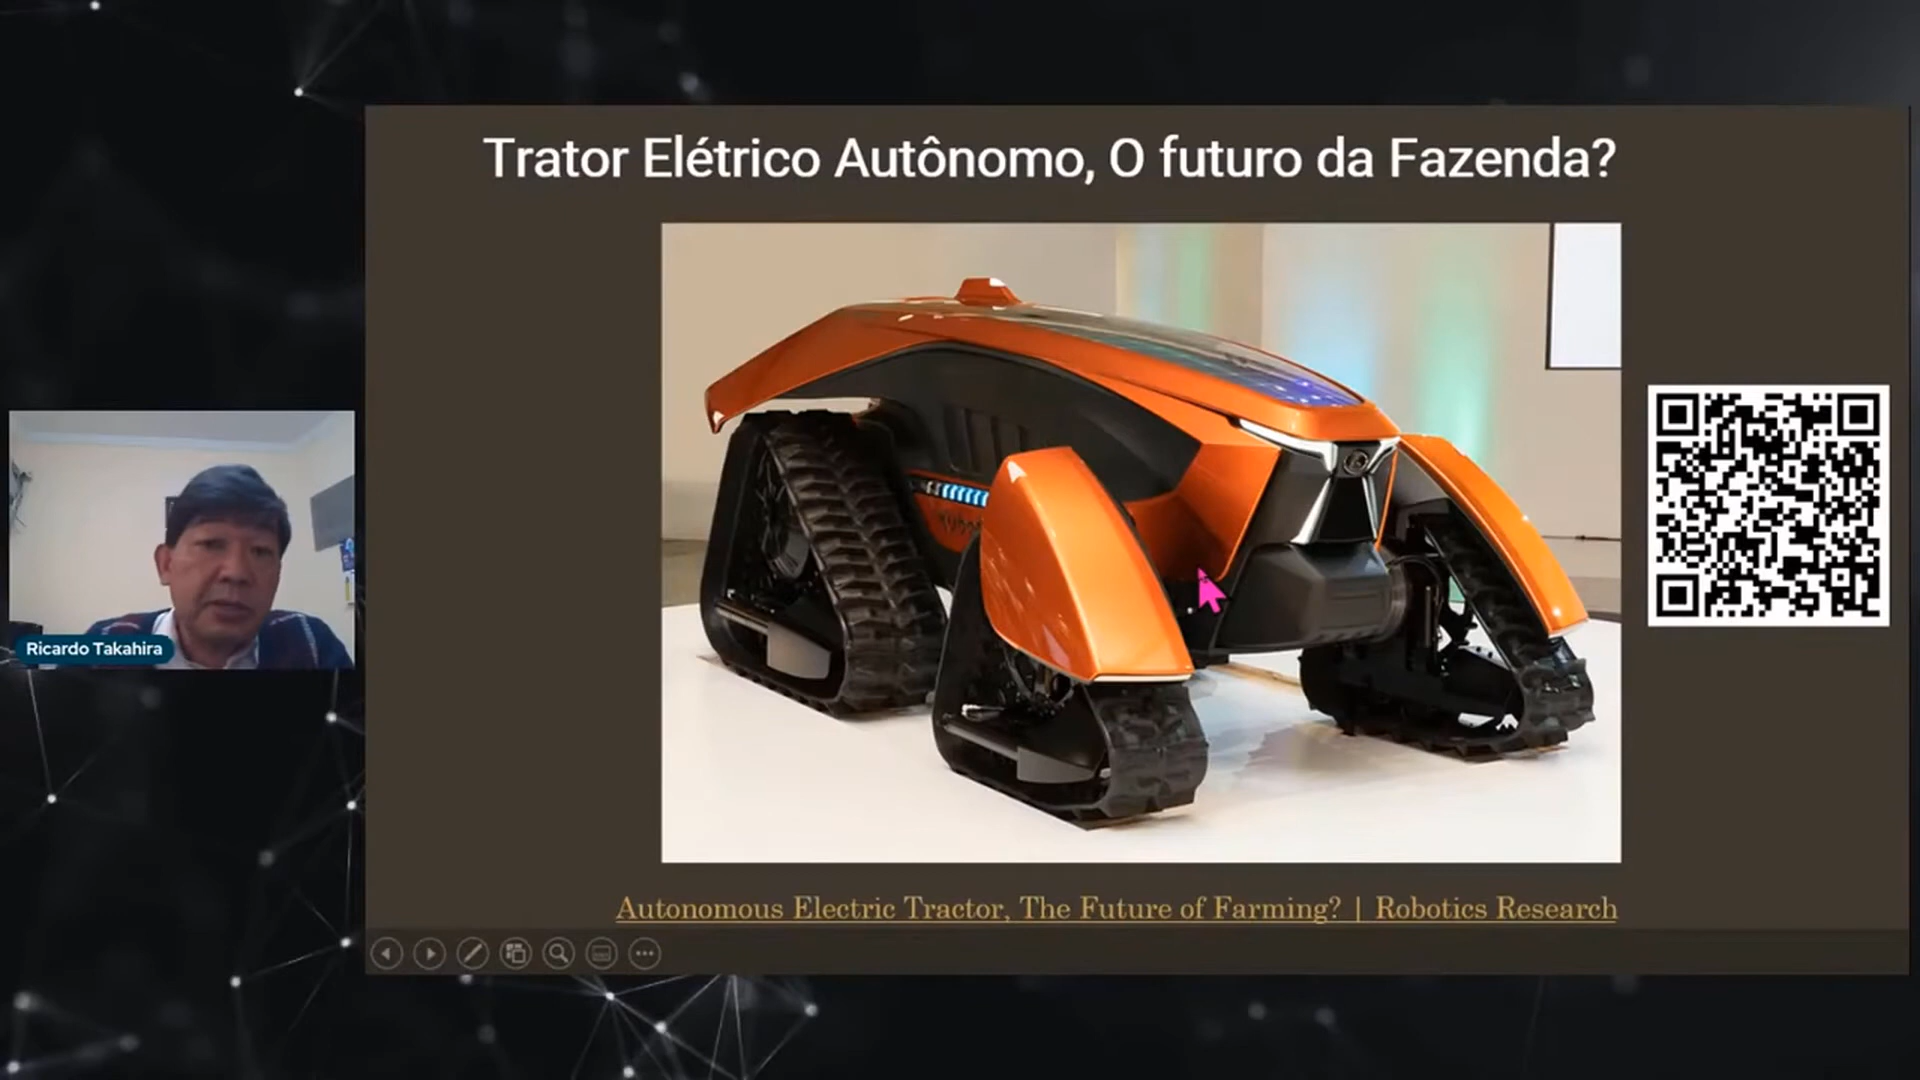 Trator Elétrico Autônomo, O futuro da Fazenda?
Ricardo Takahira
Autonomous Electric Tractor, The Future of Farming? | Robotics Research